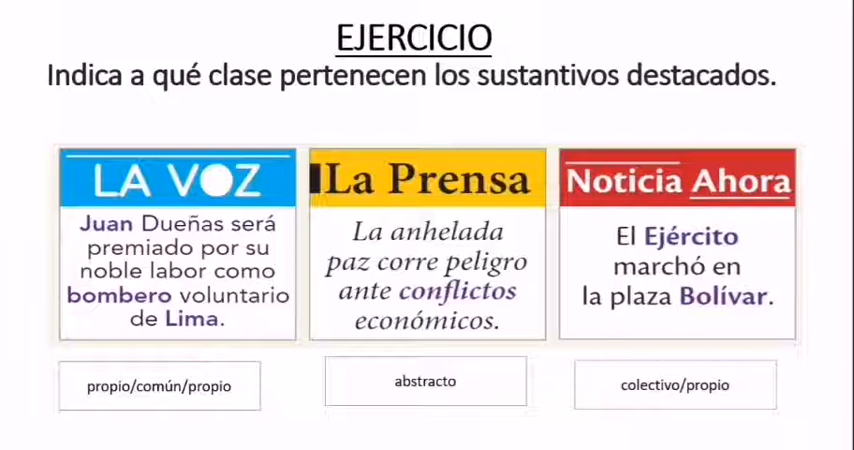 EJERCICIO
Indica a qué clase pertenecen los sustantivos destacados.
LA VOZ
Juan Dueñas será
premiado por su
noble labor como
bombero voluntario
de Lima.
propio/común/propio
La Prensa
La anhelada
paz corre peligro
ante conflictos
económicos.
abstracto
Noticia Ahora
El Ejército
marchó en
la plaza Bolívar.
colectivo/propio